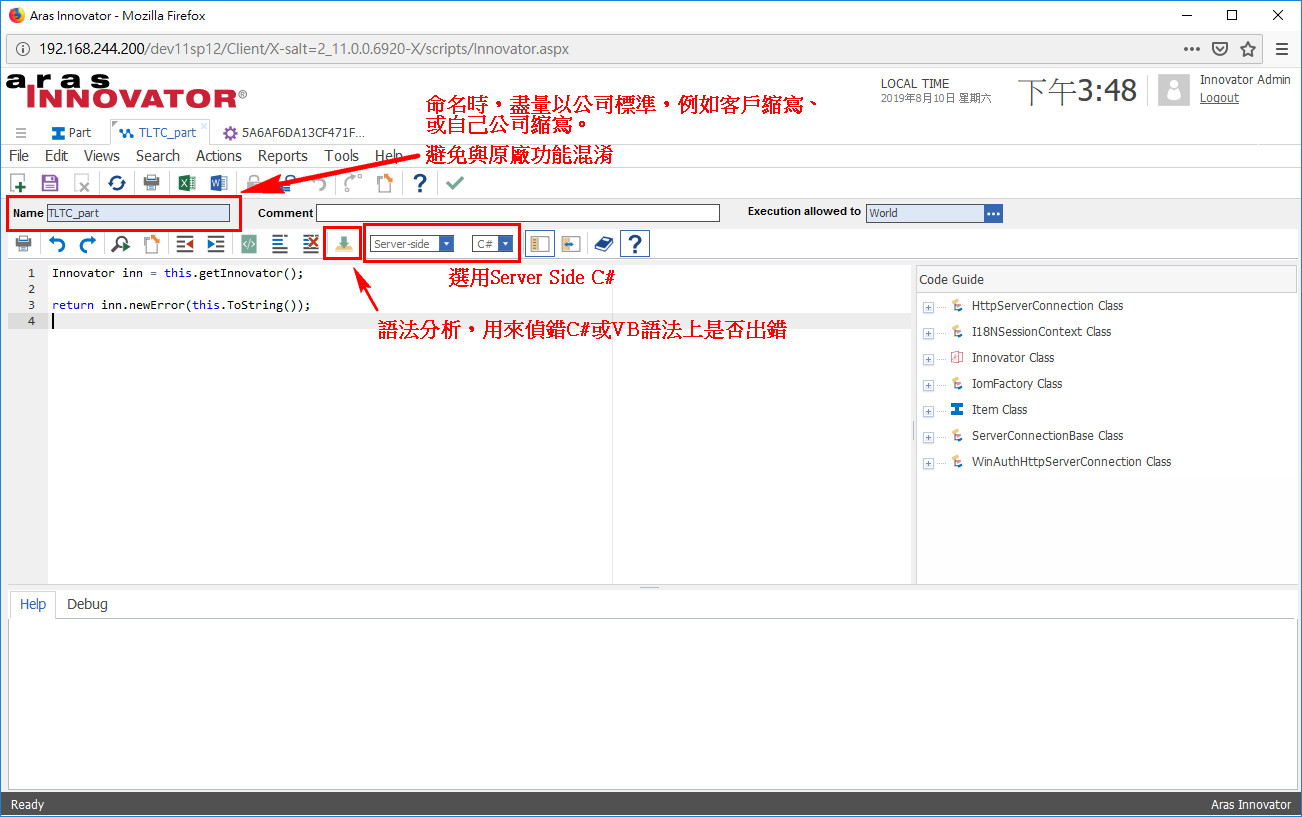 Aras Innovator - Mozilla Firefox
192.168.244.200/dev11sp12/Client/X-salt=2_11.0.0.6920-X/scripts/Innovator.aspx
aras
INNOVATOR®
LOCAL TIME
2019年8月10日 星期六
下午3:48
Innovator Admin
Logout
命名時，盡量以公司標準，例如客戶縮寫、
或自己公司縮寫。
避免與原廠功能混淆
Part
TLTC_part
5A6AF6DA13CF471F...
File Edit Views Search Actions Reports Tools Help
Name TLTC_part Comment Execution allowed to World
Server-side C#
選用Server Side C#
語法分析，用來偵錯C#或VB語法上是否出錯
1 Innovator inn = this.getInnovator();
2
3 return inn.newError(this.ToString());
4
Code Guide
HttpServerConnection Class
I18NSessionContext Class
Innovator Class
IomFactory Class
Item Class
ServerConnectionBase Class
WinAuthHttpServerConnection Class
Help Debug
Ready Aras Innovator